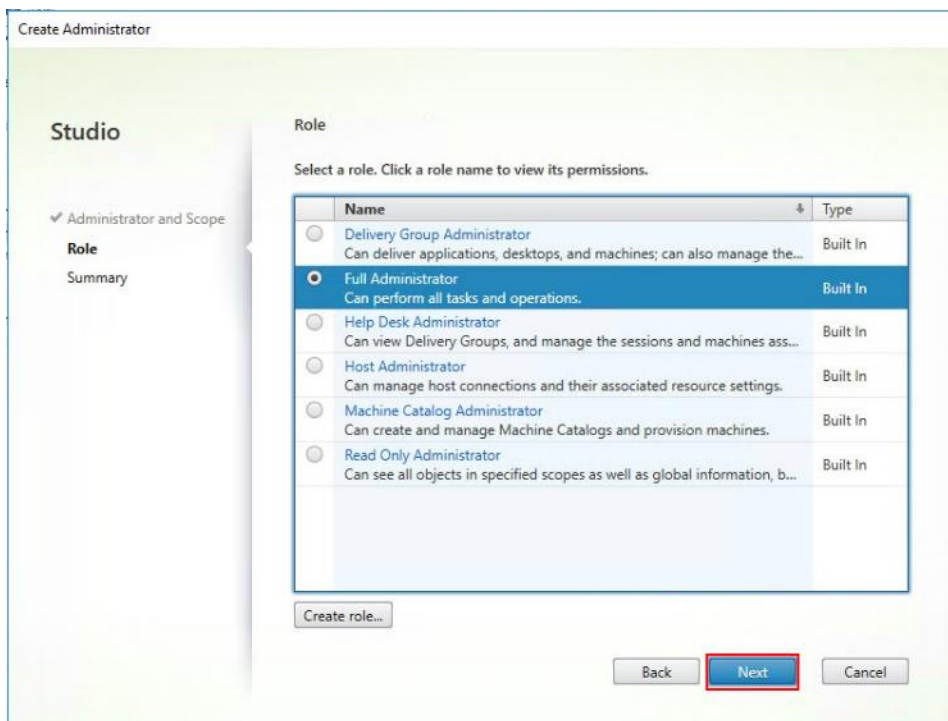 Create Administrator
Studio
Administrator and Scope
Role
Summary
Role
Select a role. Click a role name to view its permissions.
Name Type
Delivery Group Administrator
Can deliver applications, desktops, and machines; can also manage the...
Built In
Full Administrator
Can perform all tasks and operations.
Built In
Help Desk Administrator
Can view Delivery Groups, and manage the sessions and machines ass...
Built In
Host Administrator
Can manage host connections and their associated resource settings.
Built In
Machine Catalog Administrator
Can create and manage Machine Catalogs and provision machines.
Built In
Read Only Administrator
Can see all objects in specified scopes as well as global information, b...
Built In
Create role...
Back Next Cancel